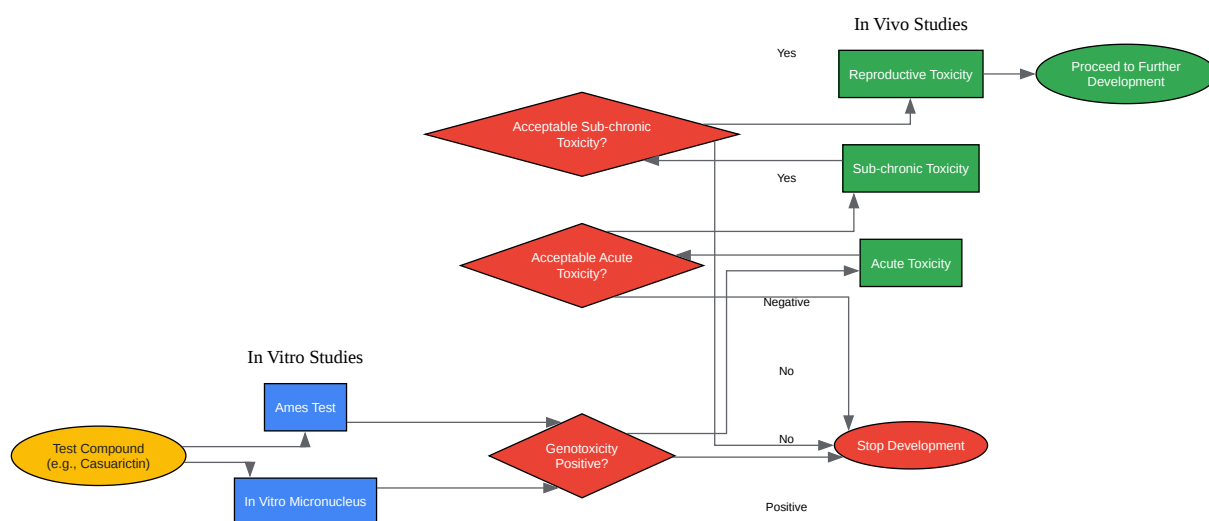 In Vivo Studies
Yes
Reproductive Toxicity
Proceed to Further
Development
Acceptable Sub-chronic
Toxicity?
Sub-chronic Toxicity
Yes
Acceptable Acute
Toxicity?
Acute Toxicity
Negative
In Vitro Studies
No
Ames Test
Test Compound
(e.g., Casuarictin)
Genotoxicity
Positive?
No
Stop Development
In Vitro Micronucleus
Positive